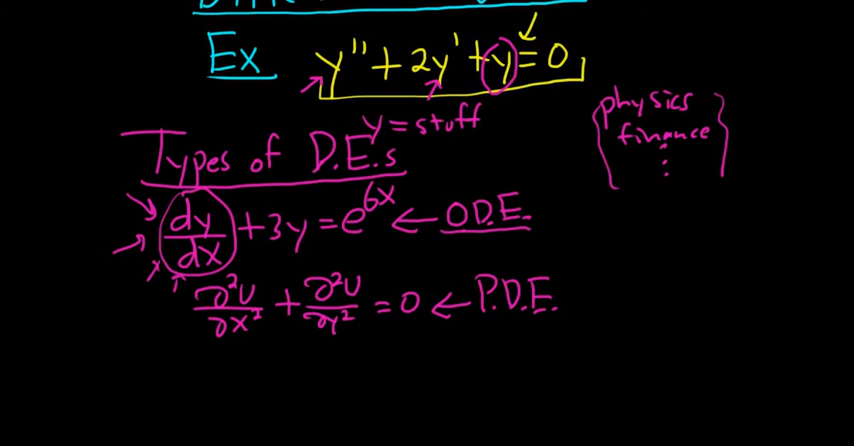 Ex y'' + 2y' + y = 0
y = stuff
physics
finance
⋮
Types of D.E.s
dy/dx + 3y = e^{6x} ← O.D.E.
∂²U/∂x² + ∂²U/∂y² = 0 ← P.D.E.